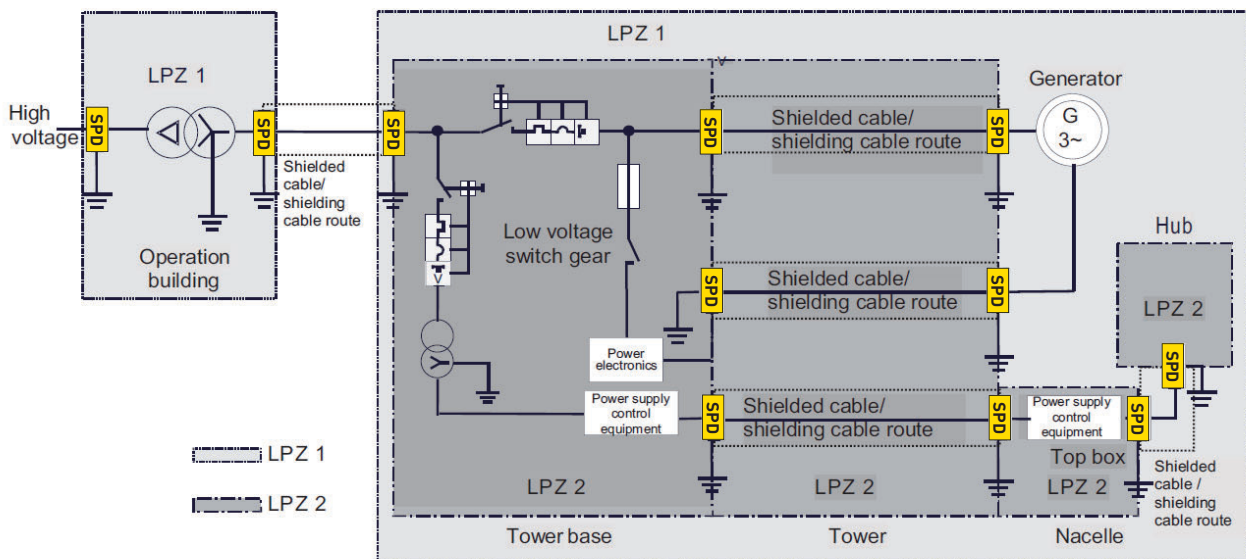 LPZ 1
High
voltage
SPD
SPD
Shielded
cable/
shielding
cable route
Operation
building
LPZ 1
SPD
V
Low voltage
switch gear
V
Power
electronics
Power supply
control
equipment
SPD
Shielded cable/
shielding cable route
SPD
Generator
G
3~
SPD
Shielded cable/
shielding cable route
SPD
SPD
Shielded cable/
shielding cable route
SPD
Hub
LPZ 2
SPD
Power supply
control
equipment
SPD
Top box
Shielded
cable /
shielding
cable route
LPZ 2
LPZ 2
LPZ 2
Tower base
Tower
Nacelle
LPZ 1
LPZ 2